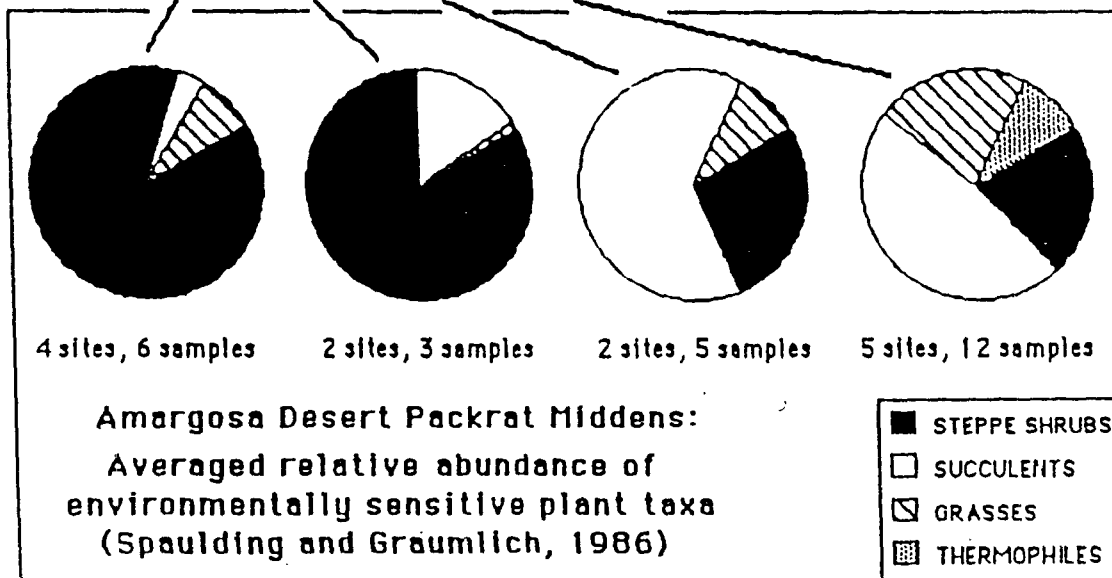 4 sites, 6 samples
2 sites, 3 samples
2 sites, 5 samples
5 sites, 12 samples
Amargosa Desert Packrat Middens:
Averaged relative abundance of
environmentally sensitive plant taxa
(Spaulding and Graumlich, 1986)
STEPPE SHRUBS
SUCCULENTS
GRASSES
THERMOPHILES